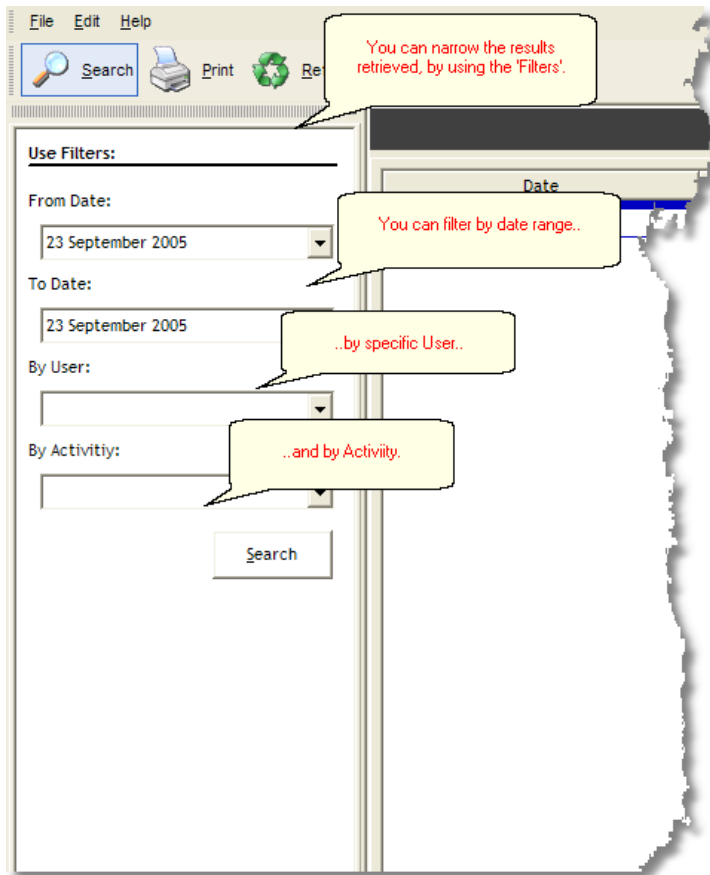 File Edit Help
Search Print Re
You can narrow the results
retrieved, by using the 'Filters'.
Use Filters:
Date
From Date:
23 September 2005
You can filter by date range..
To Date:
23 September 2005
..by specific User..
By User:
By Activitiy:
..and by Activiity.
Search